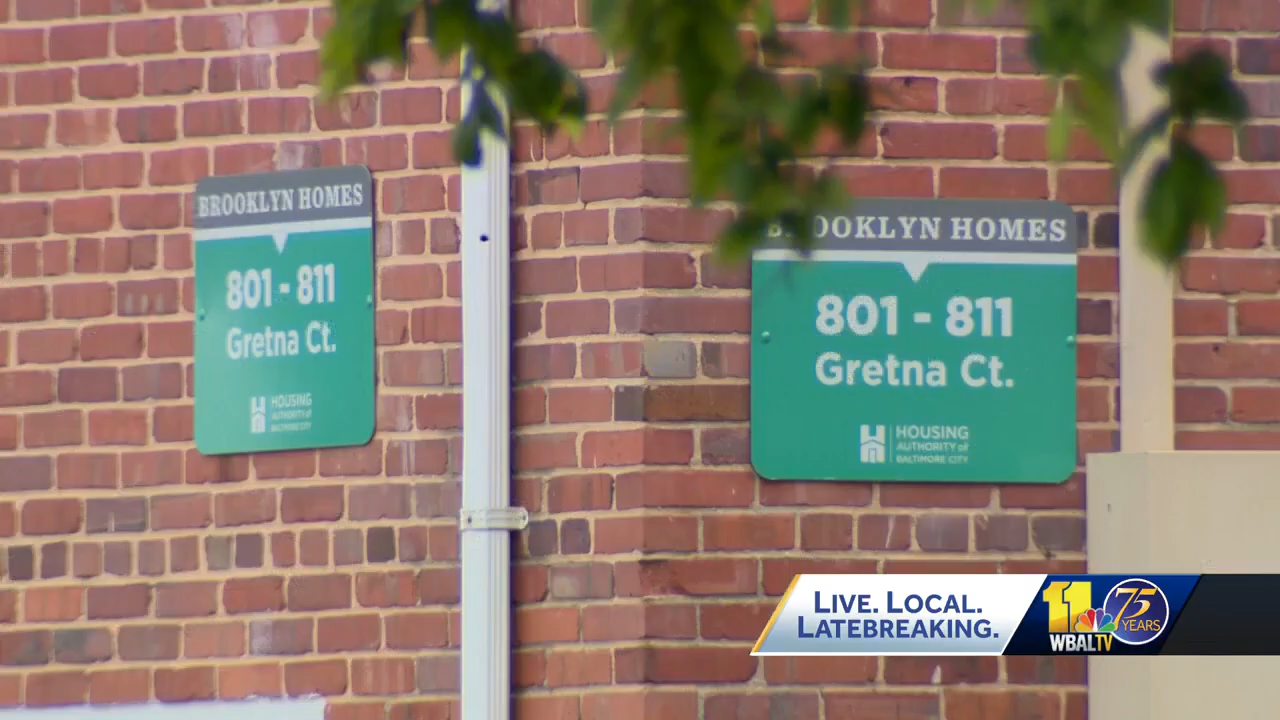 BROOKLYN HOMES
801 - 811
Gretna Ct.
HOUSING
AUTHORITY of
BALTIMORE CITY
BROOKLYN HOMES
801 - 811
Gretna Ct.
HOUSING
AUTHORITY of
BALTIMORE CITY
LIVE. LOCAL.
LATEBREAKING.
11
WBALTV
75
YEARS